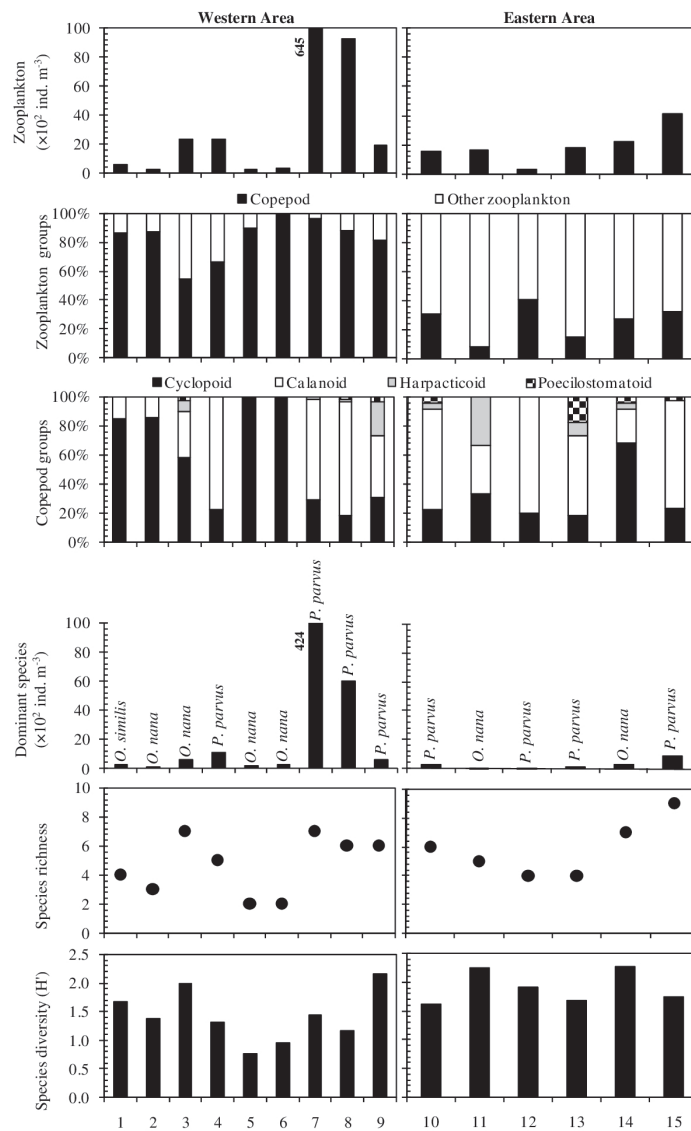 Western Area Eastern Area
Zooplankton
(×10² ind. m⁻³)
100
80
60
40
20
0
645
Copepod Other zooplankton
Zooplankton groups
100%
80%
60%
40%
20%
0%
Cyclopoid Calanoid Harpacticoid Poecilostomatoid
Copepod groups
100%
80%
60%
40%
20%
0%
Dominant species
(×10² ind. m⁻³)
100
80
60
40
20
0
424
O. similis
O. nana
O. nana
P. parvus
O. nana
O. nana
P. parvus
P. parvus
P. parvus
P. parvus
O. nana
P. parvus
P. parvus
O. nana
P. parvus
Species richness
10
8
6
4
2
0
Species diversity (H')
2.5
2.0
1.5
1.0
0.5
0.0
1 2 3 4 5 6 7 8 9 10 11 12 13 14 15